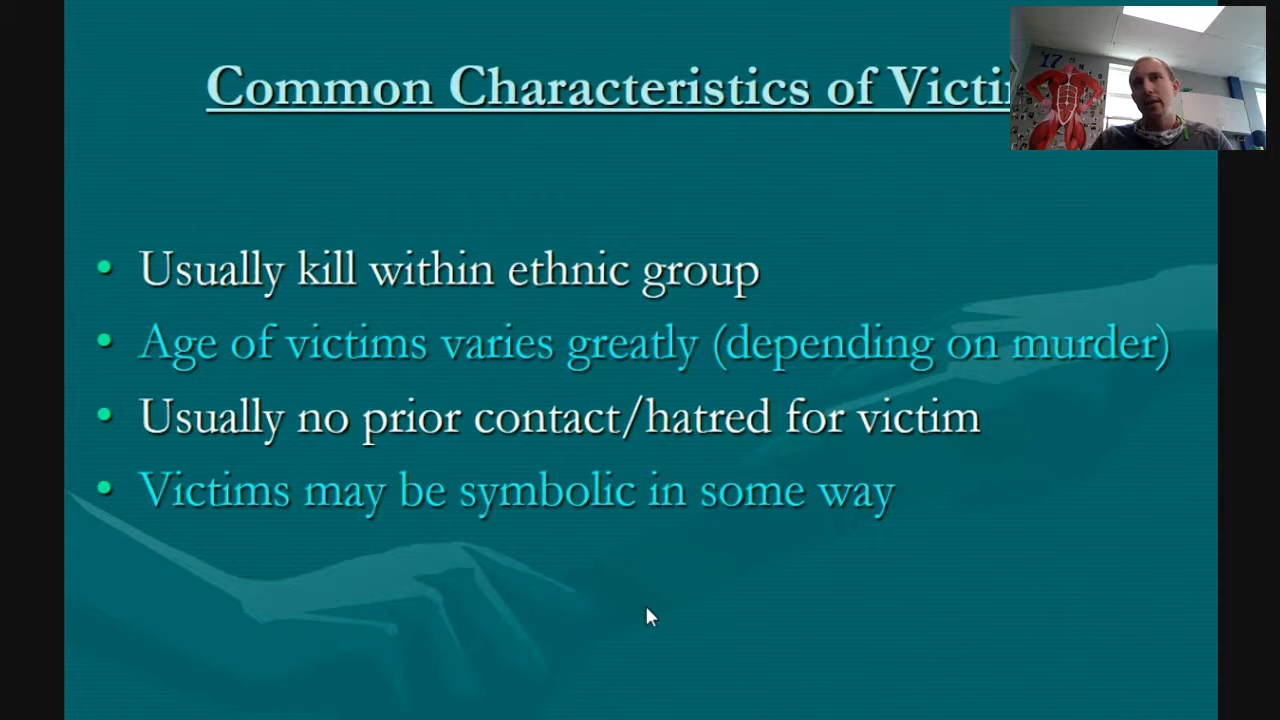 Common Characteristics of Victi
'17
• Usually kill within ethnic group
• Age of victims varies greatly (depending on murder)
• Usually no prior contact/hatred for victim
• Victims may be symbolic in some way